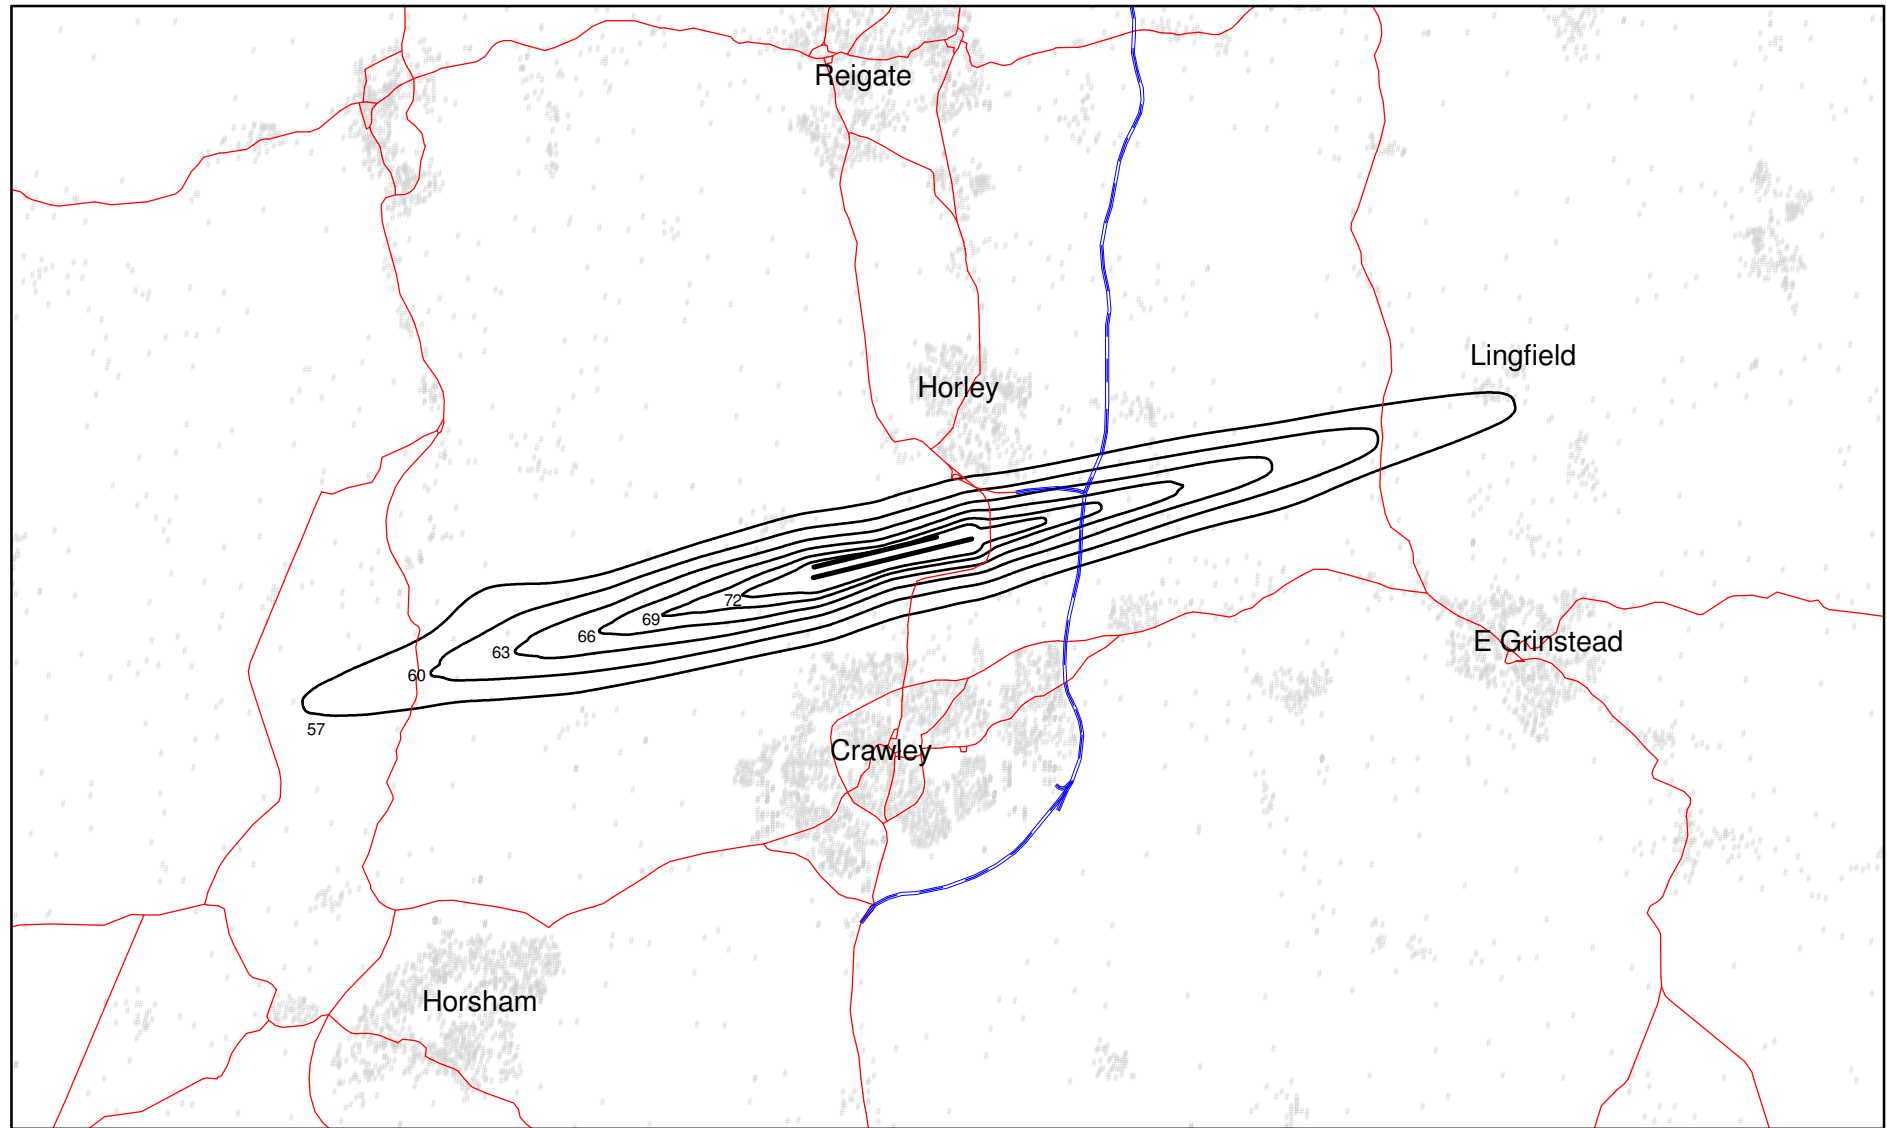 Reigate
Lingfield
Horley
72
69
66
63
E Grinstead
60
57
Crawley
Horsham